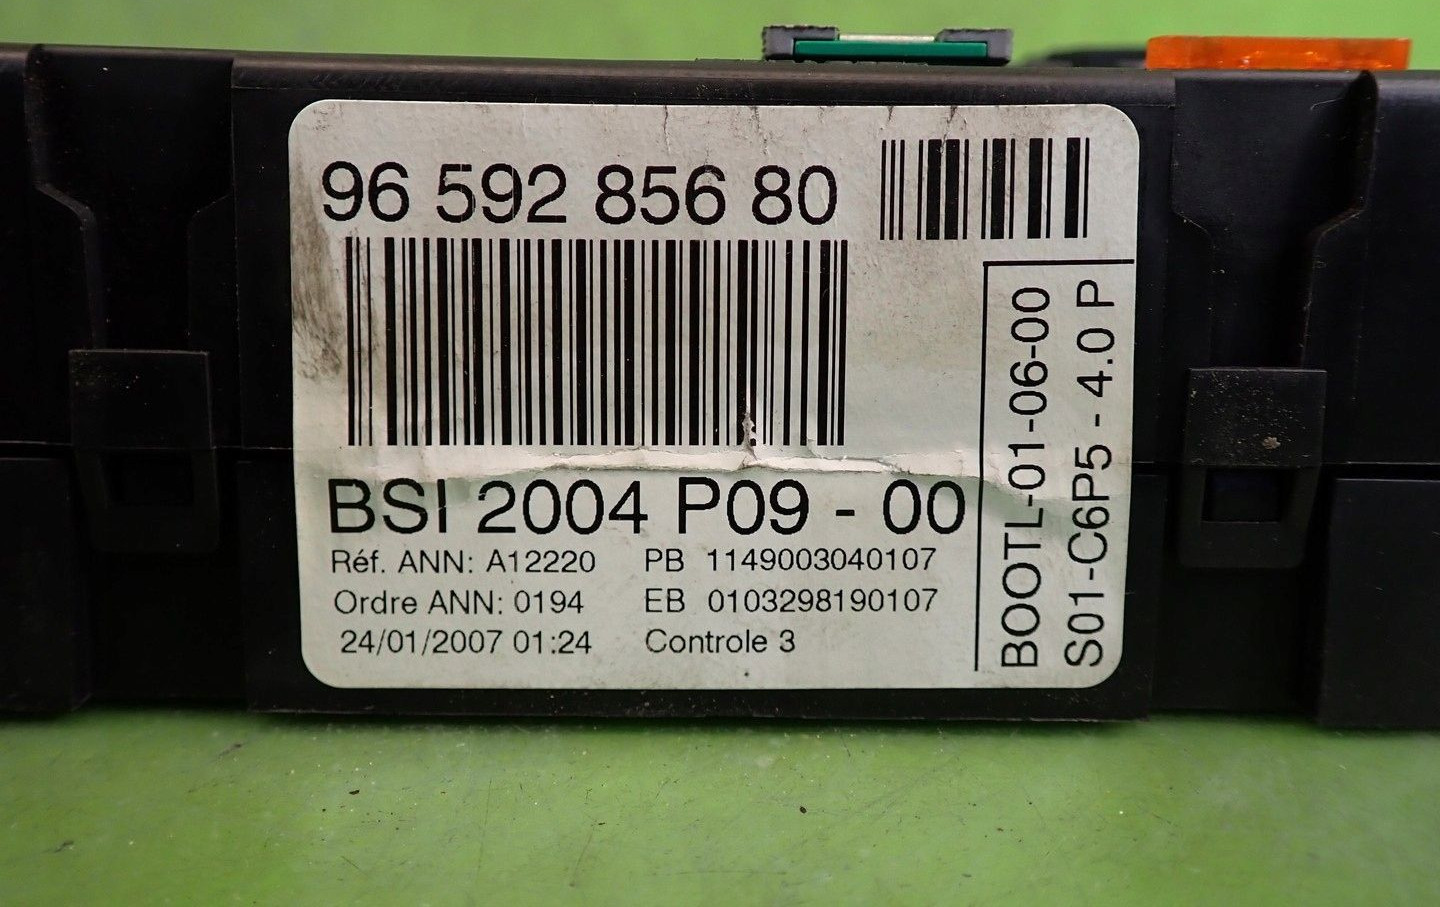 96 592 856 80
BSI 2004 P09 - 00
Réf. ANN: A12220 PB 1149003040107
Ordre ANN: 0194 EB 0103298190107
24/01/2007 01:24 Controle 3
BOOTL-01-06-00
S01-C6P5 - 4.0 P